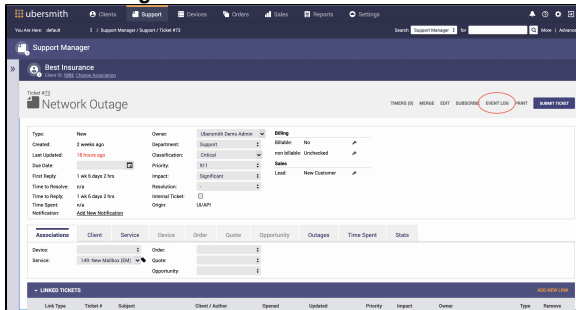 ubersmith Clients Support Devices Orders Sales Reports Settings
You Are Here: default / Support Manager / Support / Ticket #73 Search Support Manager for More | Advance
Support Manager
Best Insurance
Client ID: 1002 Change Association
Ticket #73
Network Outage TIMERS (0) MERGE EDIT SUBSCRIBE EVENT LOG PRINT SUBMIT TICKET
Type: New Owner: Ubersmith Demo Admin Billing
Created: 2 weeks ago Department: Support Billable: No
Last Updated: 18 hours ago Classification: Critical non billable: Unchecked
Due Date: Priority: 911 Sales
First Reply: 1 wk 6 days 2 hrs Impact: Significant Lead: New Customer
Time to Resolve: n/a Resolution: -
Time to Reply: 1 wk 6 days 2 hrs Internal Ticket:
Time Spent: n/a Origin: UI/API
Notification: Add New Notification
Associations Client Service Device Order Quote Opportunity Outages Time Spent Stats
Device: Order:
Service: 149: New Mailbox [EM] Quote:
Opportunity:
LINKED TICKETS ADD NEW LINK
Link Type Ticket # Subject Client / Author Opened Updated Priority Impact Owner Type Remove